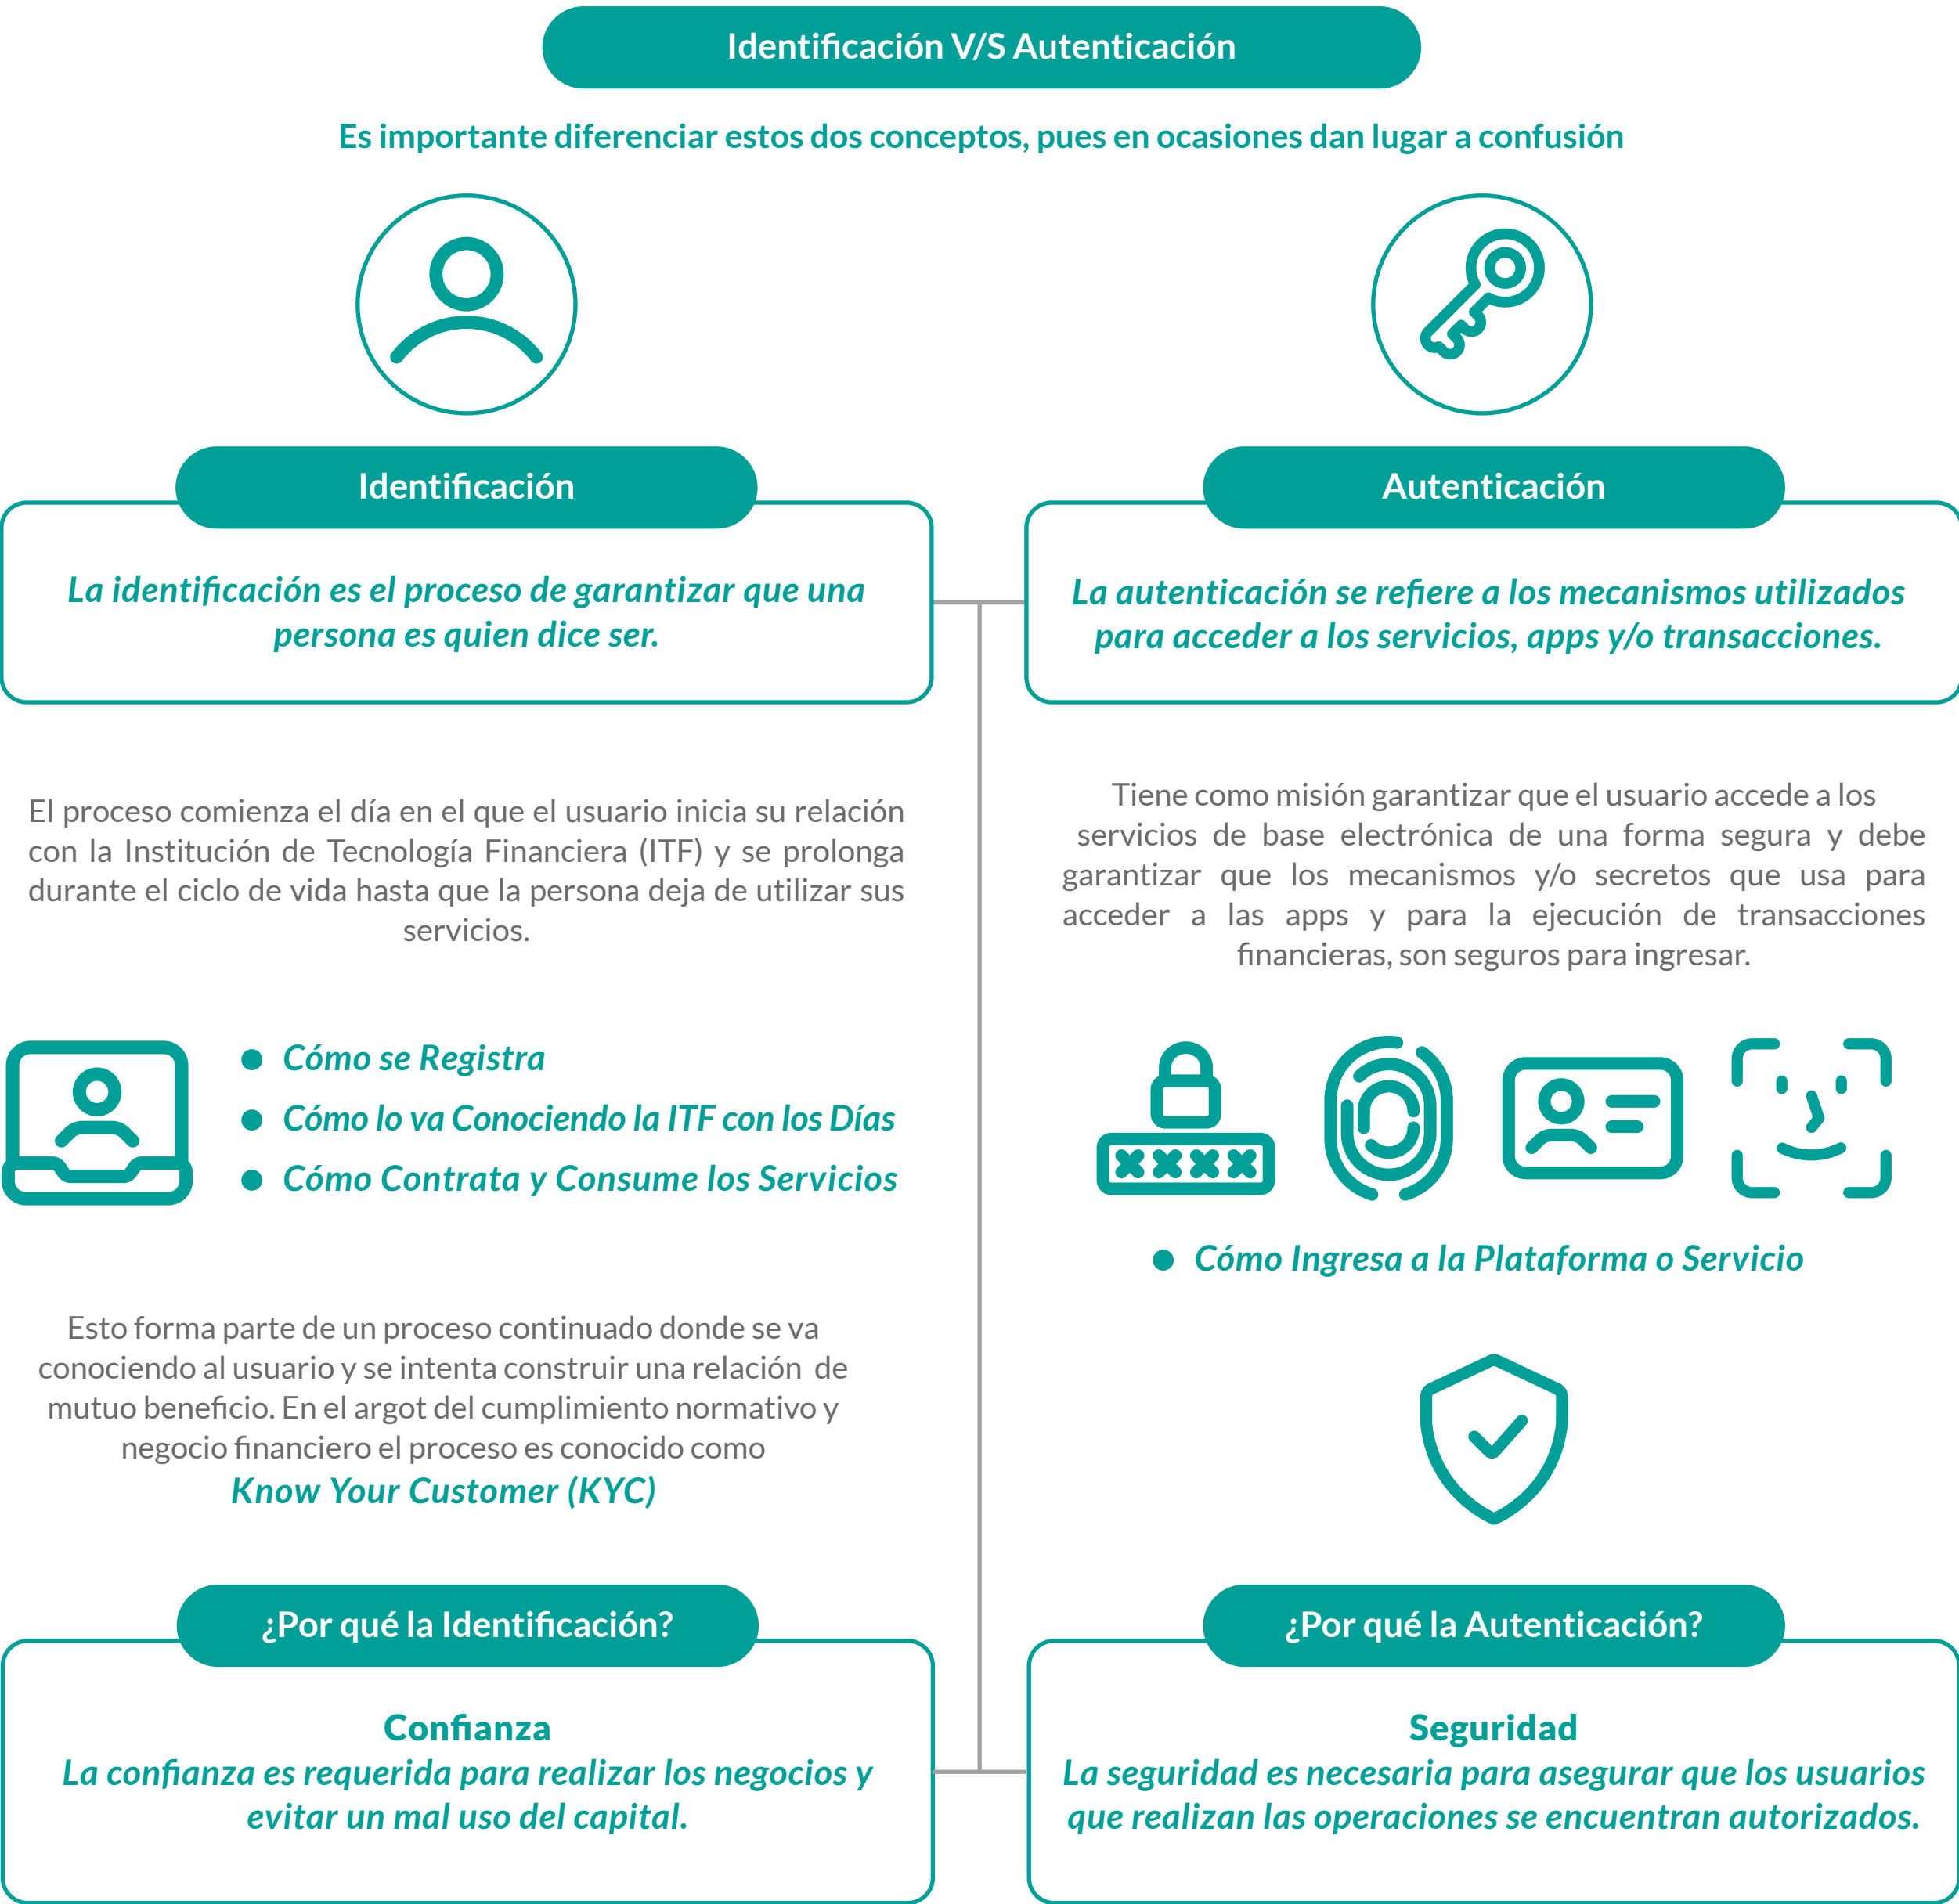 Identificación V/S Autenticación
Es importante diferenciar estos dos conceptos, pues en ocasiones dan lugar a confusión
Identificación
La identificación es el proceso de garantizar que una
persona es quien dice ser.
El proceso comienza el día en el que el usuario inicia su relación
con la Institución de Tecnología Financiera (ITF) y se prolonga
durante el ciclo de vida hasta que la persona deja de utilizar sus
servicios.
Cómo se Registra
Cómo lo va Conociendo la ITF con los Días
Cómo Contrata y Consume los Servicios
Esto forma parte de un proceso continuado donde se va
conociendo al usuario y se intenta construir una relación de
mutuo beneficio. En el argot del cumplimiento normativo y
negocio financiero el proceso es conocido como
Know Your Customer (KYC)
¿Por qué la Identificación?
Confianza
La confianza es requerida para realizar los negocios y
evitar un mal uso del capital.
Autenticación
La autenticación se refiere a los mecanismos utilizados
para acceder a los servicios, apps y/o transacciones.
Tiene como misión garantizar que el usuario accede a los
servicios de base electrónica de una forma segura y debe
garantizar que los mecanismos y/o secretos que usa para
acceder a las apps y para la ejecución de transacciones
financieras, son seguros para ingresar.
Cómo Ingresa a la Plataforma o Servicio
¿Por qué la Autenticación?
Seguridad
La seguridad es necesaria para asegurar que los usuarios
que realizan las operaciones se encuentran autorizados.